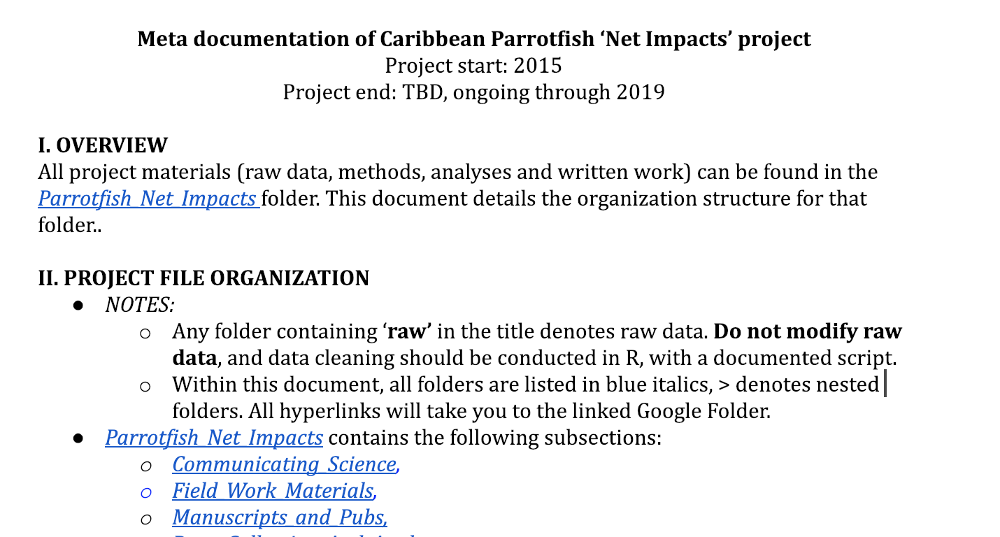 Meta documentation of Caribbean Parrotfish ‘Net Impacts’ project
Project start: 2015
Project end: TBD, ongoing through 2019
I. OVERVIEW
All project materials (raw data, methods, analyses and written work) can be found in the
Parrotfish_Net_Impacts folder. This document details the organization structure for that
folder..
II. PROJECT FILE ORGANIZATION
● NOTES:
○ Any folder containing ‘raw’ in the title denotes raw data. Do not modify raw
data, and data cleaning should be conducted in R, with a documented script.
○ Within this document, all folders are listed in blue italics, > denotes nested
folders. All hyperlinks will take you to the linked Google Folder.
● Parrotfish_Net_Impacts contains the following subsections:
○ Communicating_Science,
○ Field_Work_Materials,
○ Manuscripts_and_Pubs,